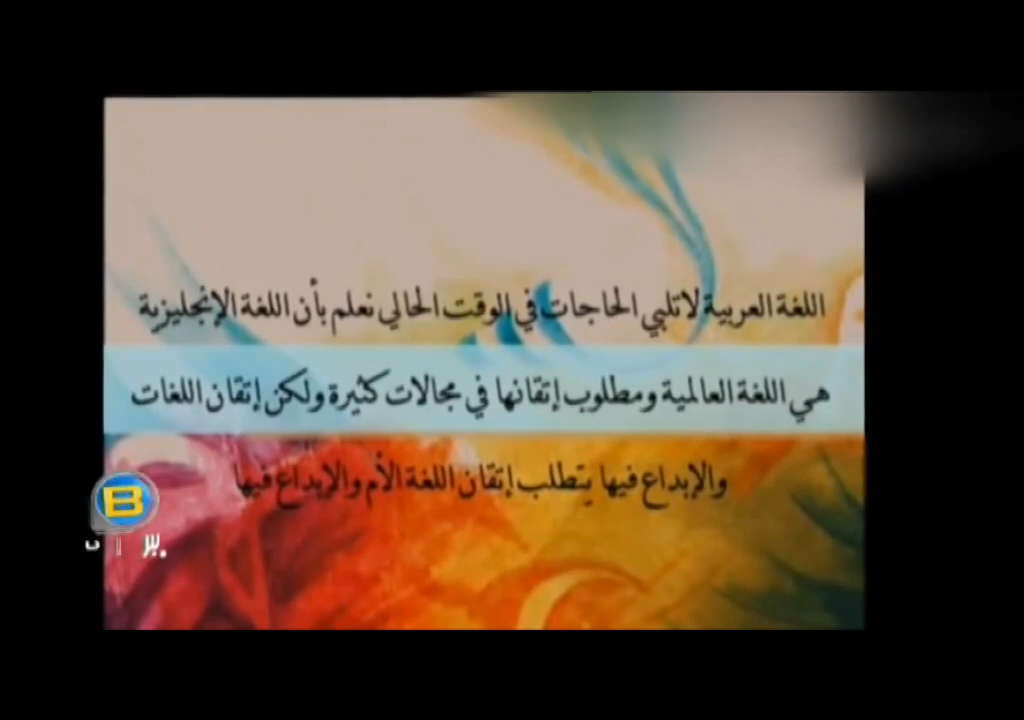 اللغة العربية لا تلبي الحاجات في الوقت الحالي نعلم بأن اللغة الإنجليزية
هي اللغة العالمية ومطلوب إتقانها في مجالات كثيرة ولكن إتقان اللغات
والإبداع فيها يتطلب إتقان اللغة الأم والإبداع فيها
B